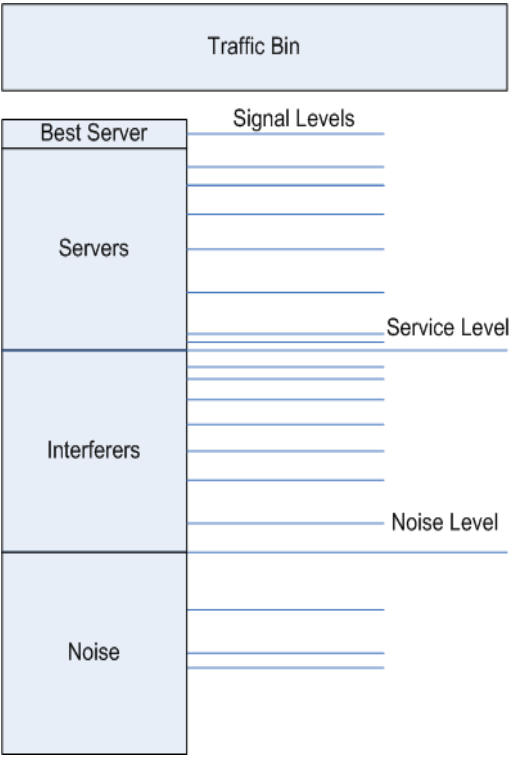 Traffic Bin
Signal Levels
Best Server
Servers
Service Level
Interferers
Noise Level
Noise